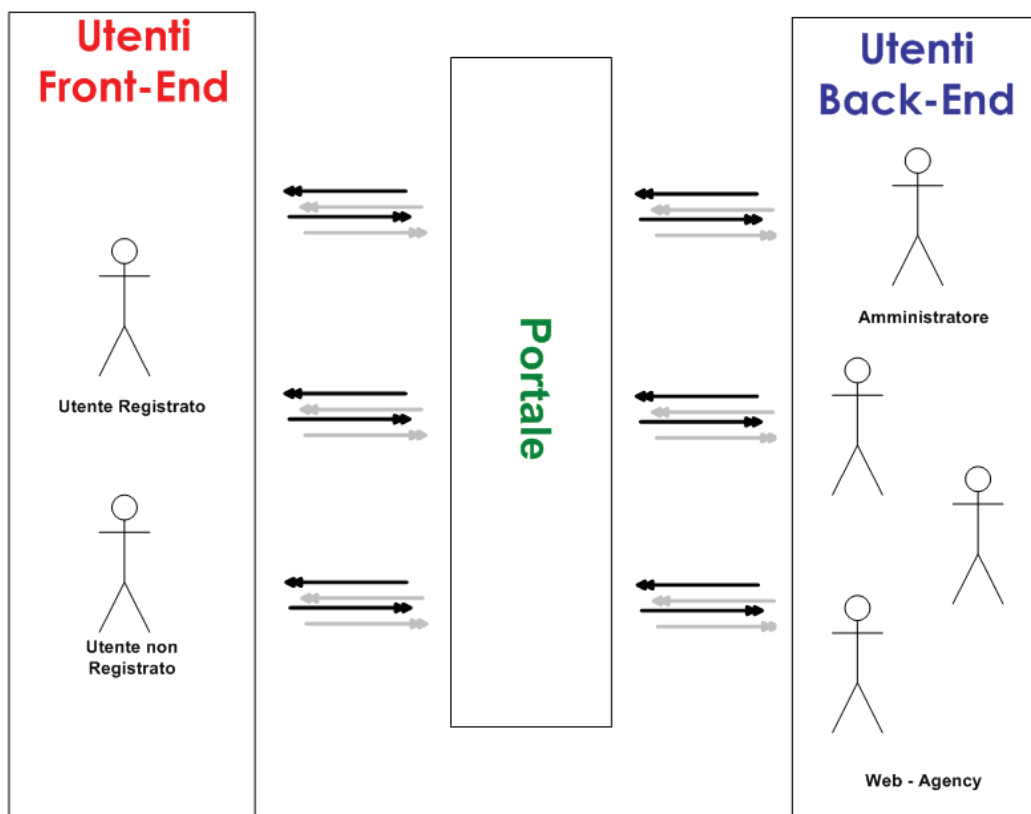 Utenti
Front-End
Utente Registrato
Utente non
Registrato
Portale
Utenti
Back-End
Amministratore
Web - Agency